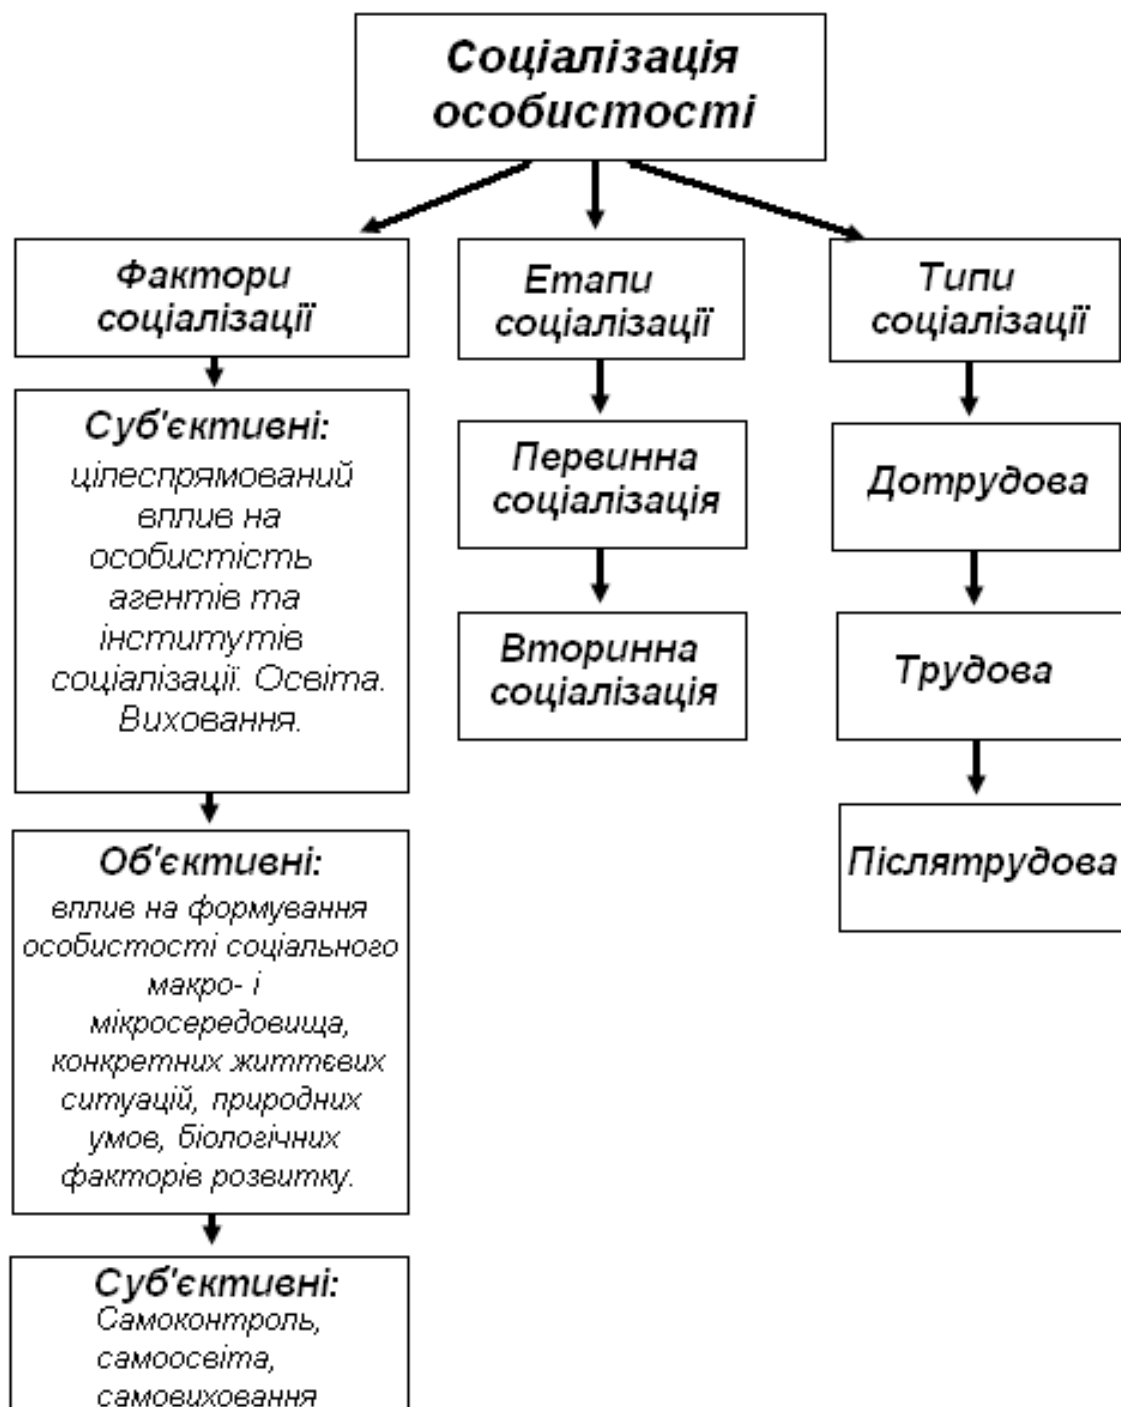 Соціалізація
особистості
Фактори
соціалізації
Суб'єктивні:
цілеспрямований
вплив на
особистість
агентів та
інститутів
соціалізації. Освіта.
Виховання.
Об'єктивні:
вплив на формування
особистості соціального
макро- і
мікросередовища,
конкретних життєвих
ситуацій, природних
умов, біологічних
факторів розвитку.
Суб'єктивні:
Самоконтроль,
самоосвіта,
самовиховання
Етапи
соціалізації
Первинна
соціалізація
Вторинна
соціалізація
Типи
соціалізації
Дотрудова
Трудова
Післятрудова